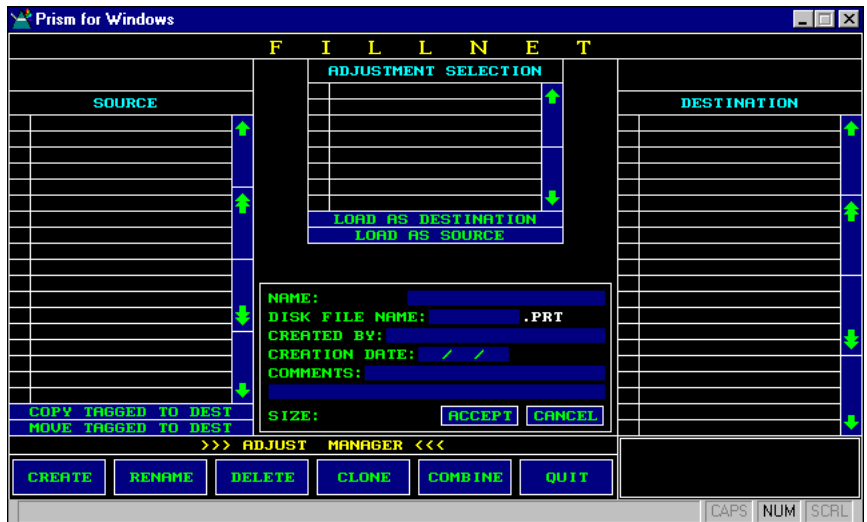 Prism for Windows
F I L L N E T
ADJUSTMENT SELECTION
SOURCE
DESTINATION
LOAD AS DESTINATION
LOAD AS SOURCE
NAME:
DISK FILE NAME: .PRT
CREATED BY:
CREATION DATE: / /
COMMENTS:
SIZE: ACCEPT CANCEL
COPY TAGGED TO DEST
MOVE TAGGED TO DEST
>>> ADJUST MANAGER <<<
CREATE RENAME DELETE CLONE COMBINE QUIT
CAPS NUM SCRL